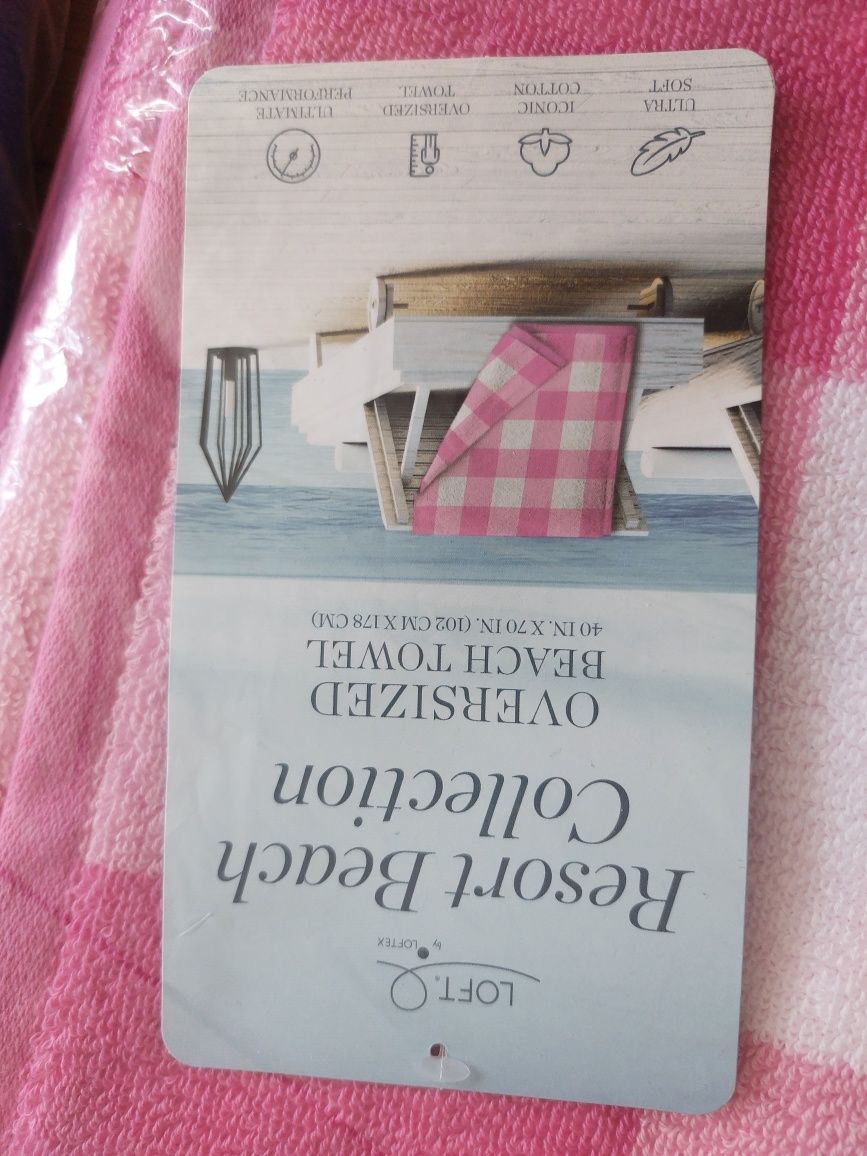 LOFT.®
by LOFTEX
Resort Beach
Collection
OVERSIZED
BEACH TOWEL
40 IN. X 70 IN. (102 CM X 178 CM)
ULTRA
SOFT
ICONIC
COTTON
OVERSIZED
TOWEL
ULTIMATE
PERFORMANCE